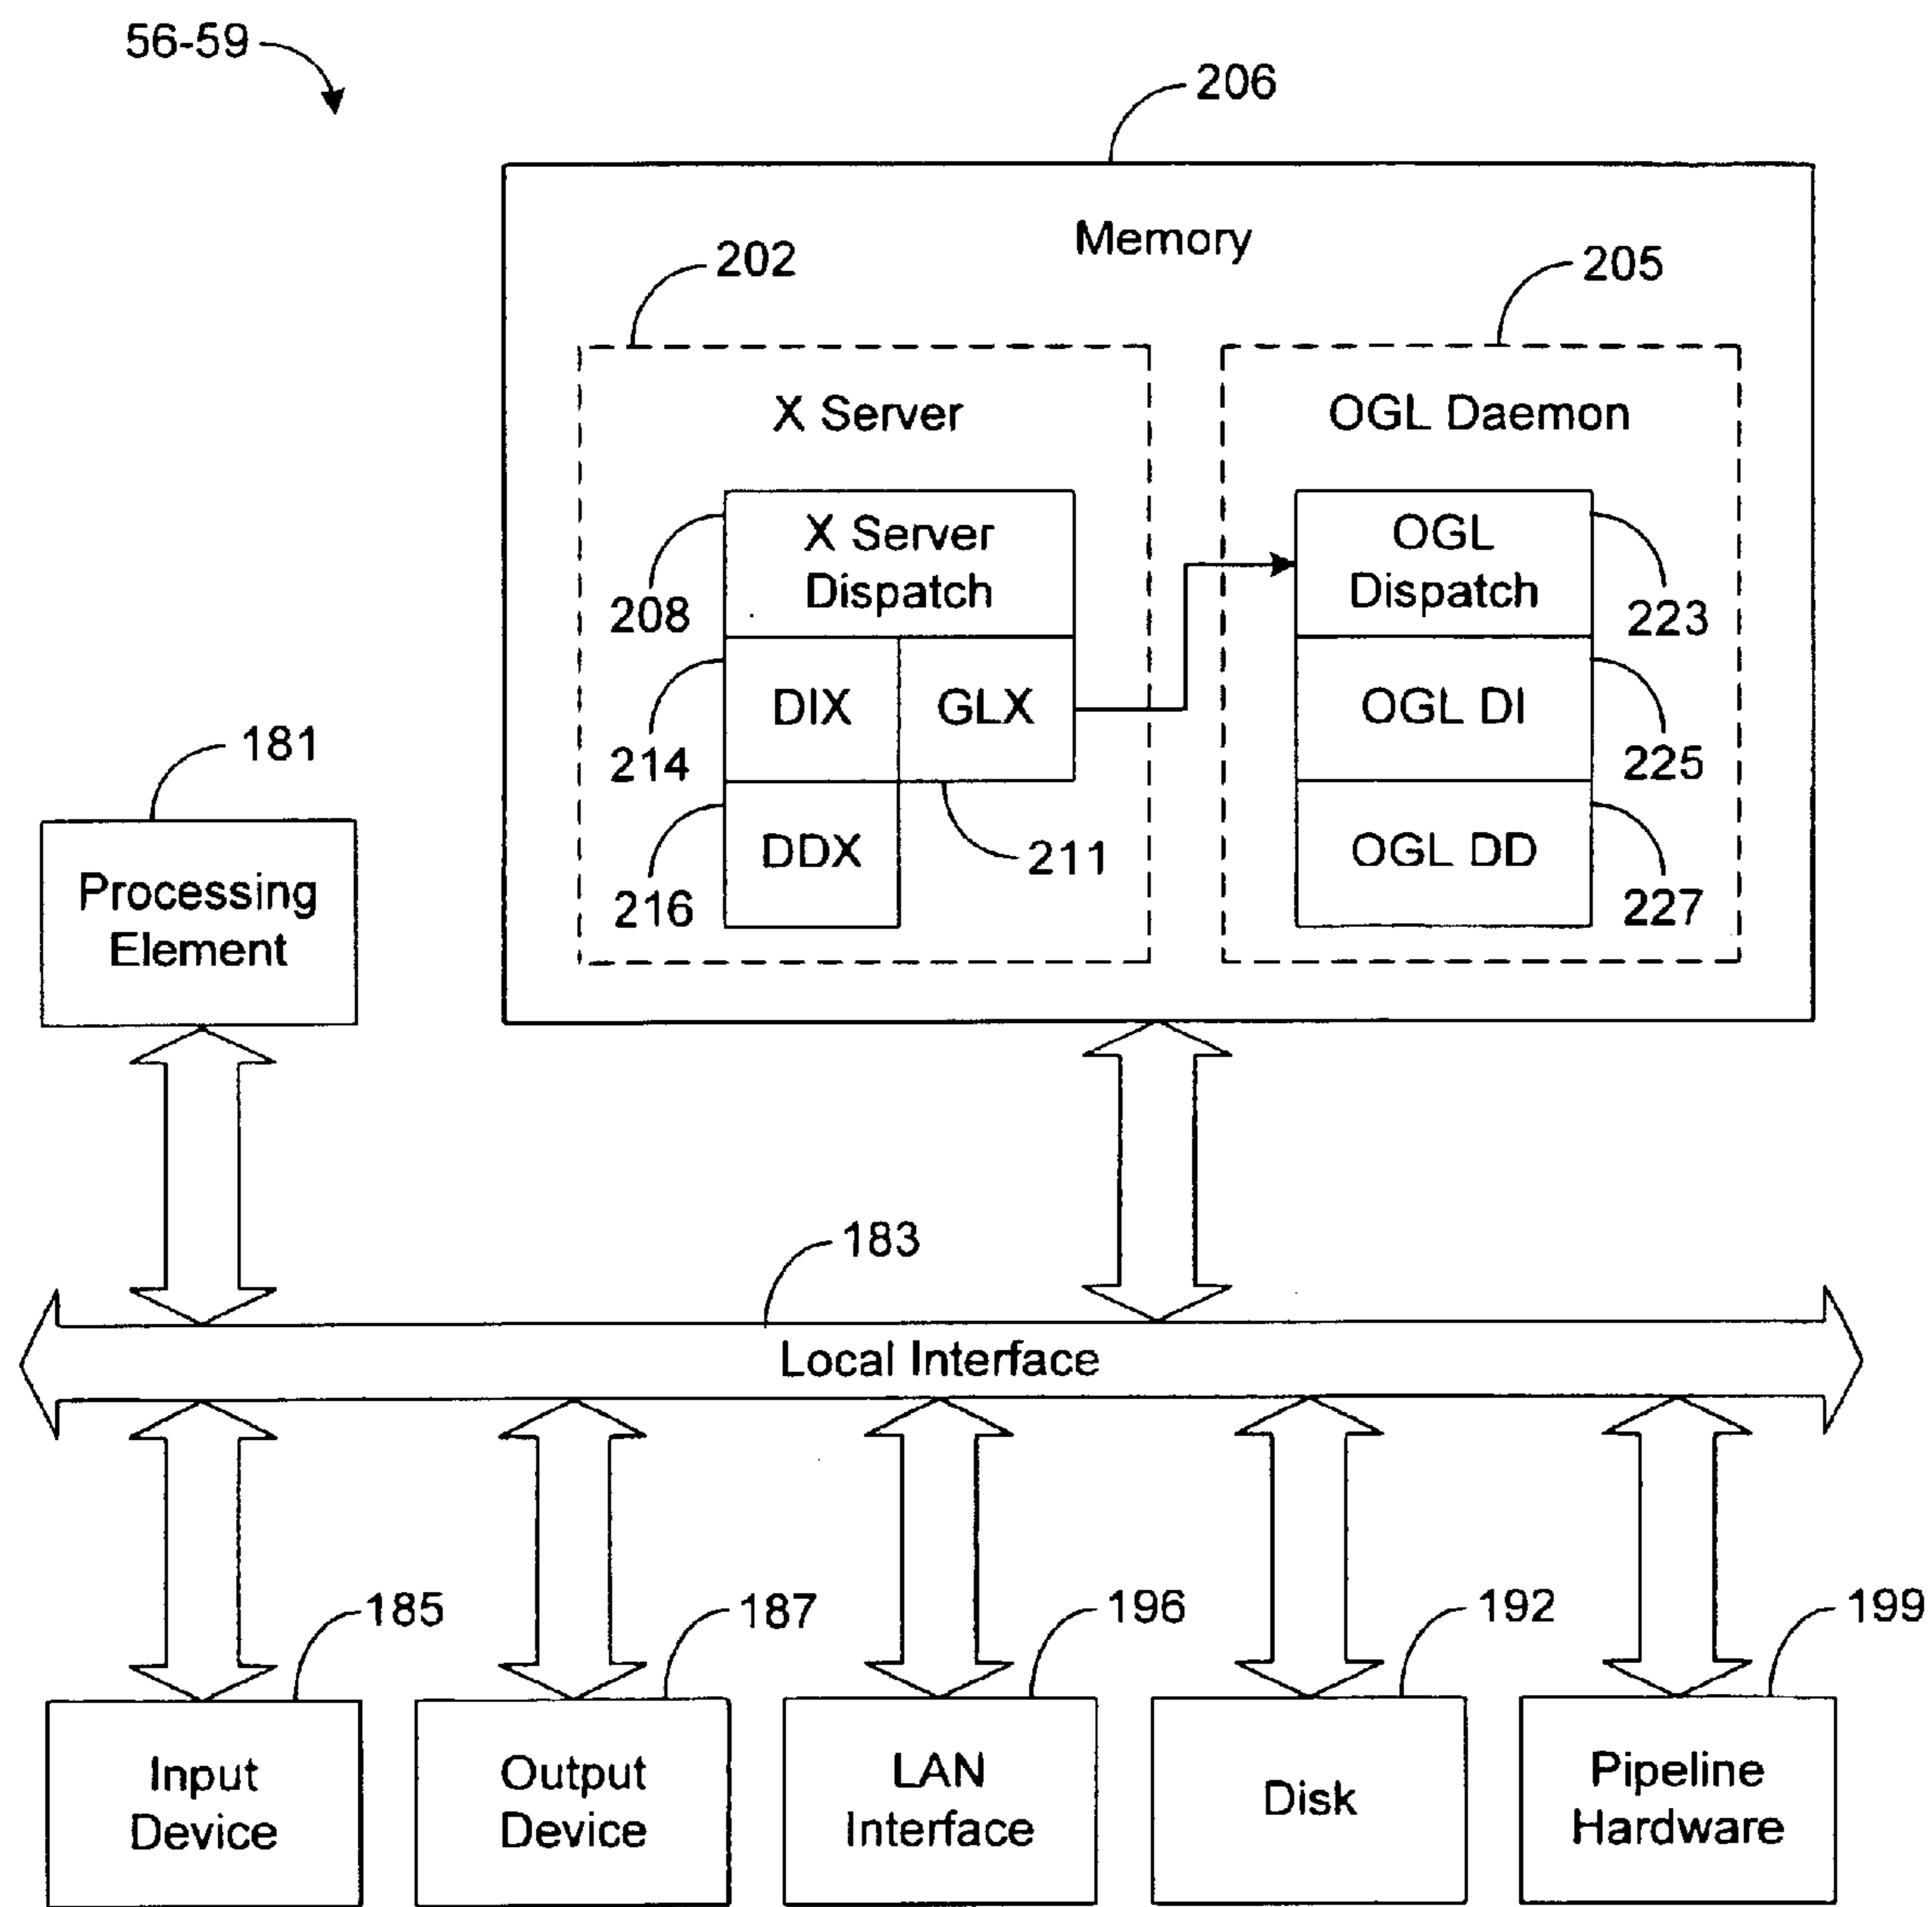 56-59
206
Memory
202
205
X Server
OGL Daemon
X Server
Dispatch
OGL
Dispatch
208
223
DIX
GLX
OGL DI
214
225
181
DDX
211
OGL DD
216
227
Processing
Element
183
Local Interface
185
187
196
192
199
Input
Device
Output
Device
LAN
Interface
Disk
Pipeline
Hardware